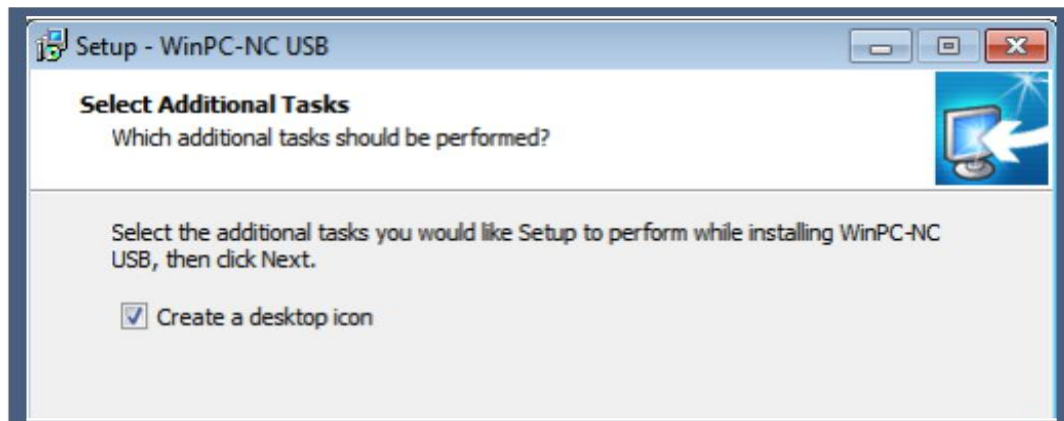 Setup - WinPC-NC USB
Select Additional Tasks
Which additional tasks should be performed?
Select the additional tasks you would like Setup to perform while installing WinPC-NC
USB, then click Next.
Create a desktop icon